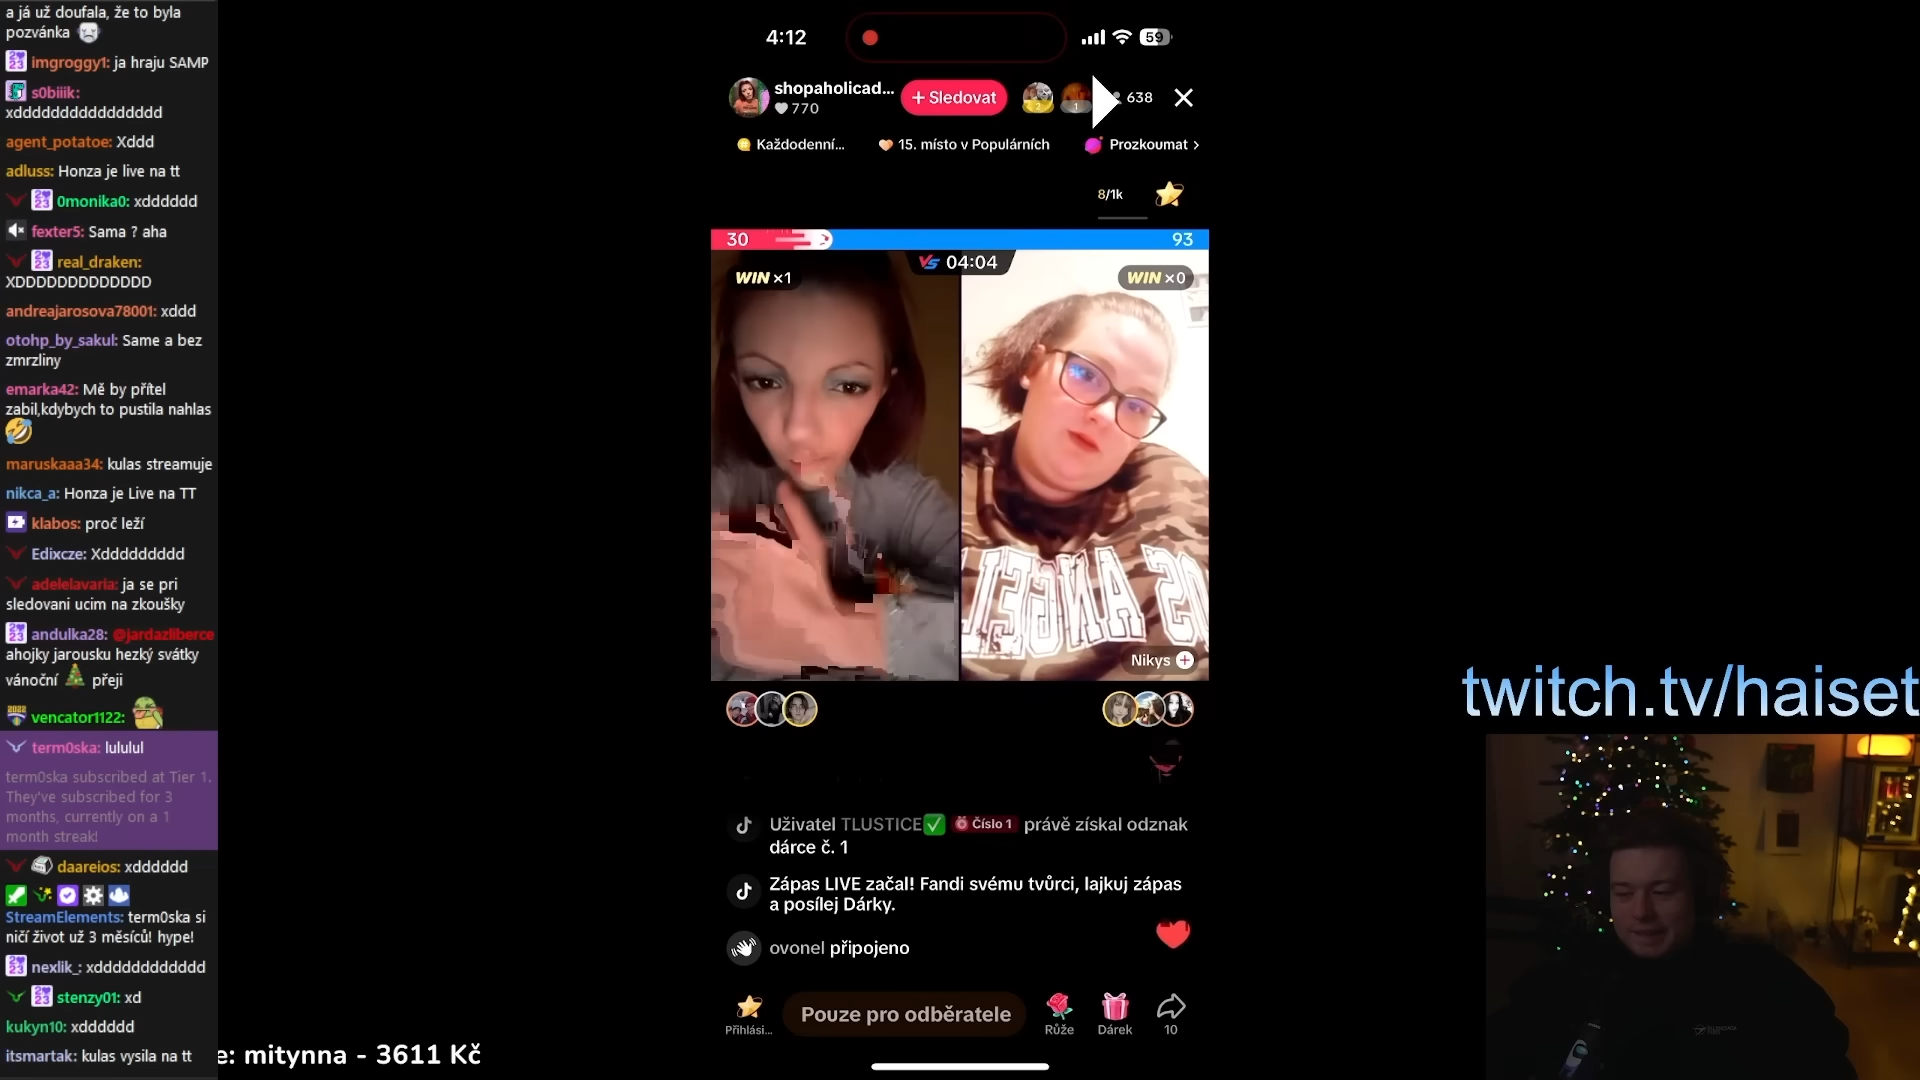 a já už doufala, že to byla
pozvánka
imgroggy1: ja hraju SAMP
s0biiik:
xdddddddddddddddd
agent_potatoe: Xddd
adluss: Honza je live na tt
0monika0: xdddddd
fexter5: Sama ? aha
real_draken:
XDDDDDDDDDDDDD
andreajarosova78001: xddd
otohp_by_sakul: Same a bez
zmrzliny
emarka42: Mě by přítel
zabil,kdybych to pustila nahlas
maruskaaa34: kulas streamuje
nikca_a: Honza je Live na TT
klabos: proč leží
Edixcze: Xddddddddd
adelelavaria: ja se pri
sledovani ucim na zkoušky
andulka28: @jardazliberce
ahojky jarousku hezký svátky
vánoční přeji
vencator1122:
term0ska: lululul
term0ska subscribed at Tier 1.
They've subscribed for 3
months, currently on a 1
month streak!
daareios: xdddddd
StreamElements: term0ska si
ničí život už 3 měsíců! hype!
nexlik_: xdddddddddddd
stenzy01: xd
kukyn10: xdddddd
itsmartak: kulas vysila na tt
e: mitynna - 3611 Kč
4:12
59
shopaholicad...
770
+ Sledovat
2
1
638
Každodenní...
15. místo v Populárních
Prozkoumat >
8/1k
30
93
VS 04:04
WIN ×1
WIN ×0
LOS ANGELE
Nikys
Uživatel TLUSTICE✅ Číslo 1 právě získal odznak
dárce č. 1
Zápas LIVE začal! Fandi svému tvůrci, lajkuj zápas
a posílej Dárky.
ovonel připojeno
Přihlási...
Pouze pro odběratele
Růže
Dárek
10
twitch.tv/haiset